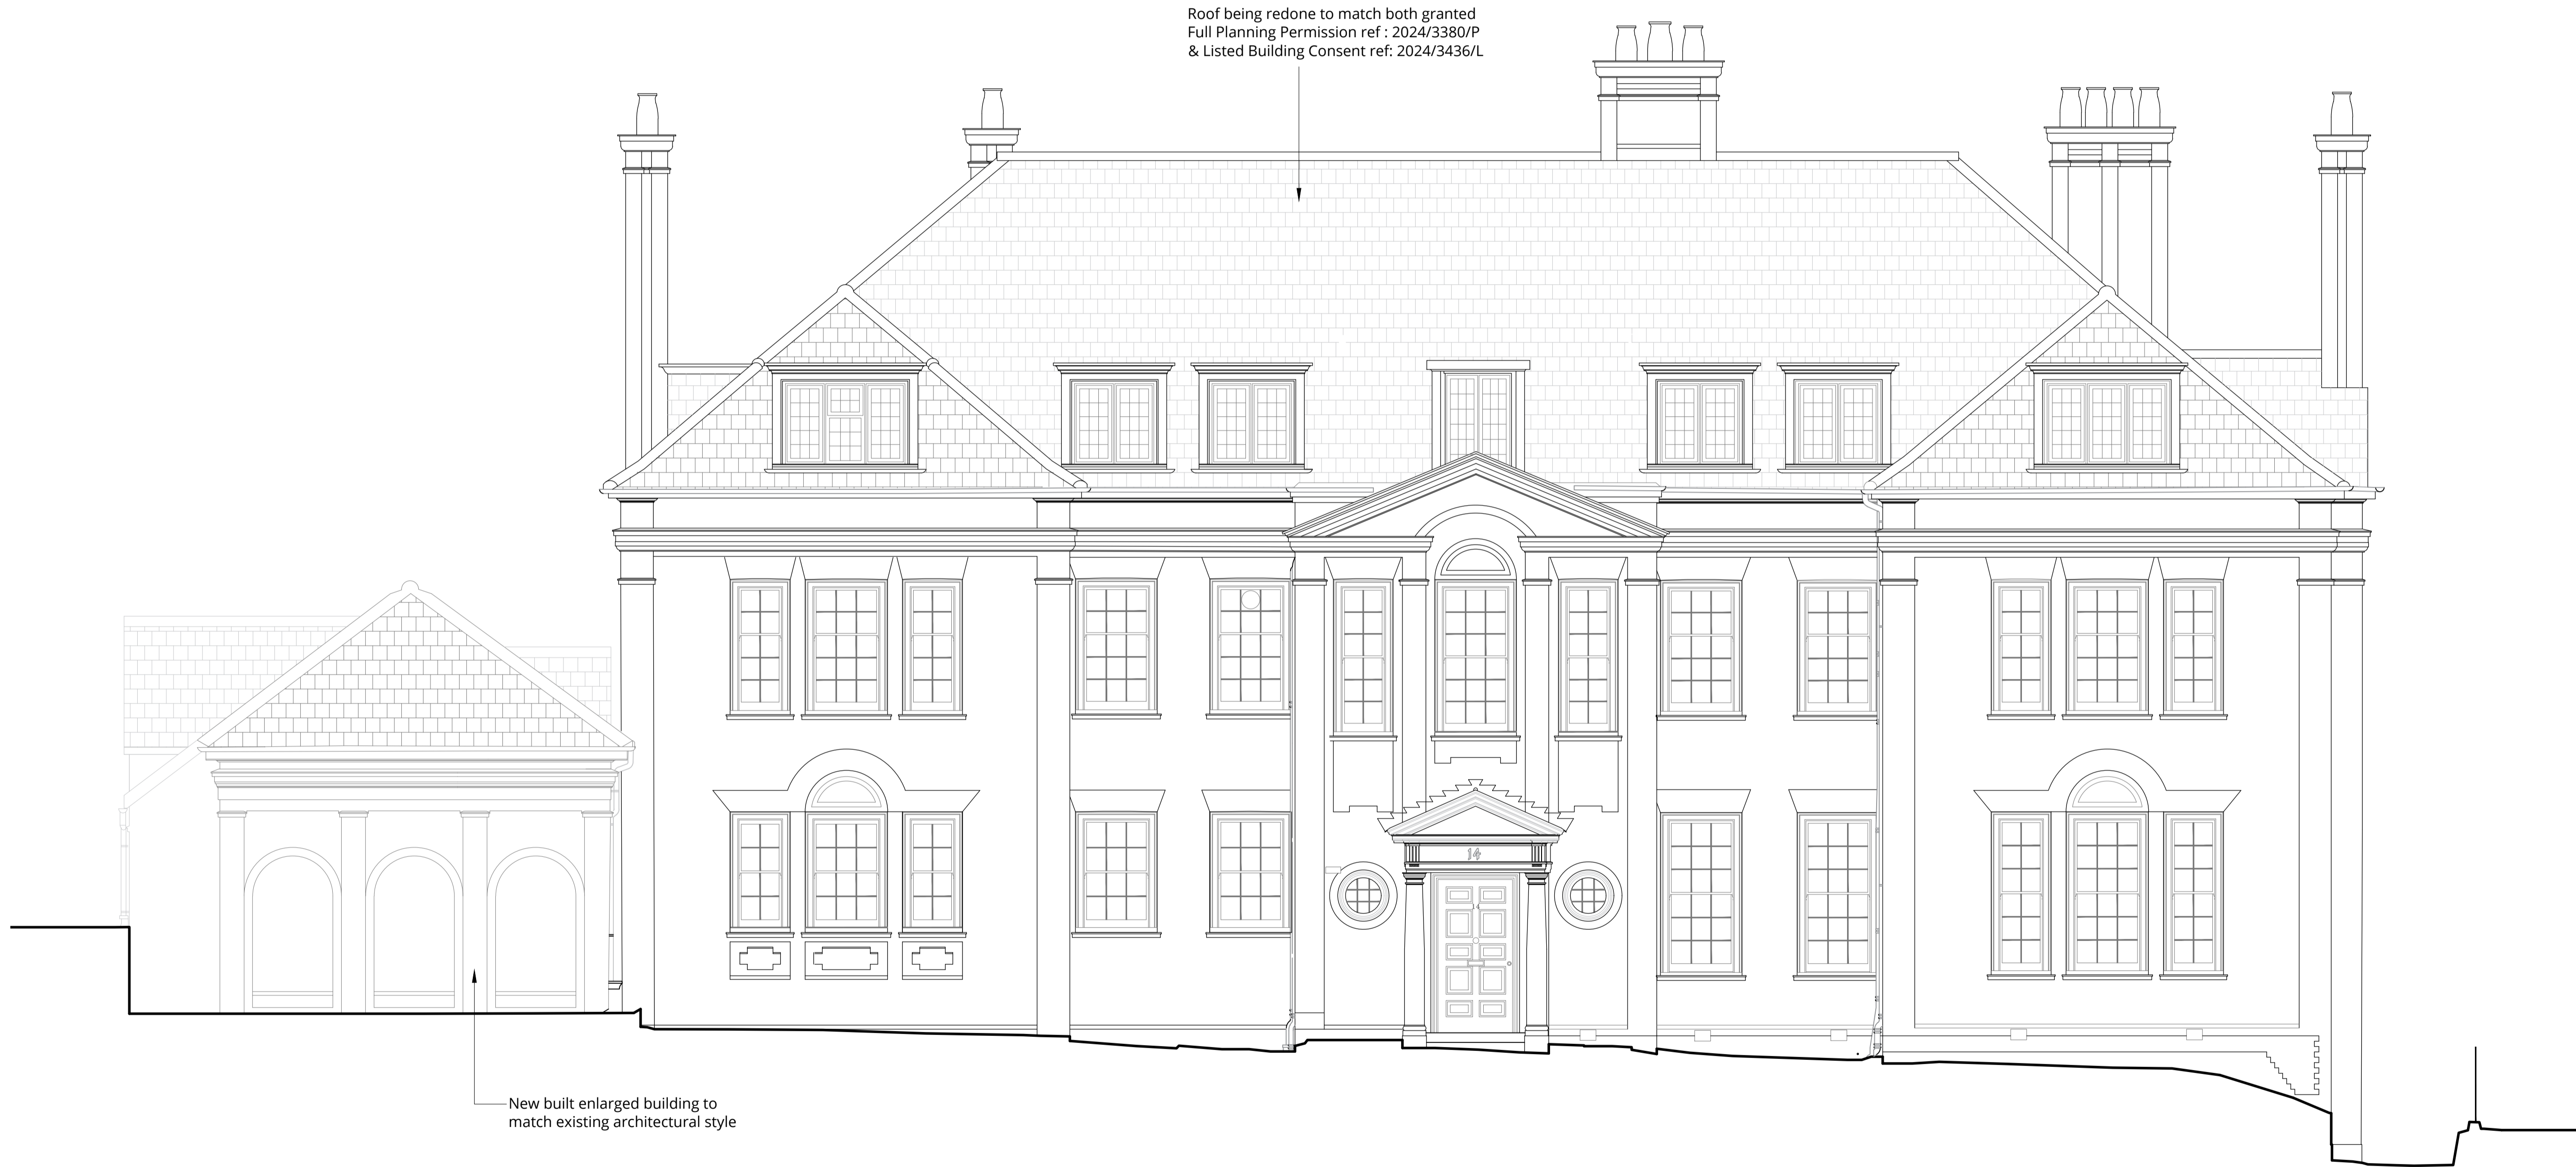 Roof being redone to match both granted
Full Planning Permission ref : 2024/3380/P
& Listed Building Consent ref: 2024/3436/L
14
14
New built enlarged building to
match existing architectural style